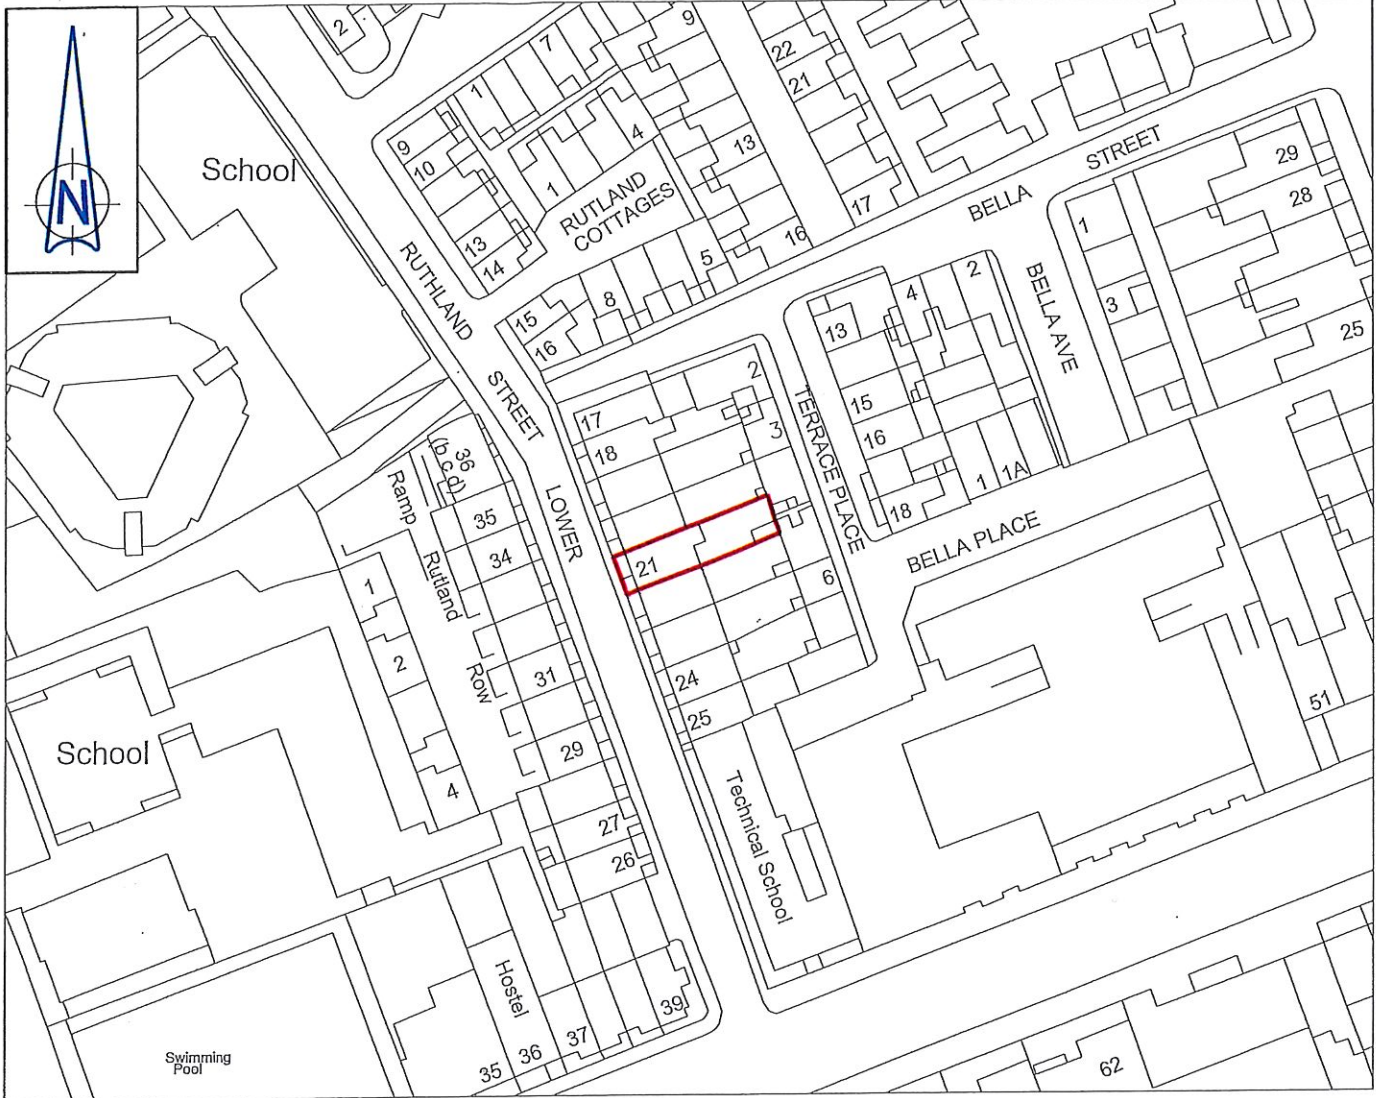 N
2
School
9
10
13
14
1
7
1
4
RUTLAND
COTTAGES
9
13
16
22
21
17
BELLA
STREET
RUTHLAND
STREET
LOWER
15
16
8
5
13
15
16
18
4
2
1
1A
BELLA AVE
1
3
29
28
25
17
18
2
3
21
6
24
25
TERRACE PLACE
BELLA PLACE
36
(b c d)
35
34
31
29
27
26
Ramp
Rutland
Row
1
2
4
School
Technical School
51
Hostel
35
36
37
39
Swimming
Pool
62